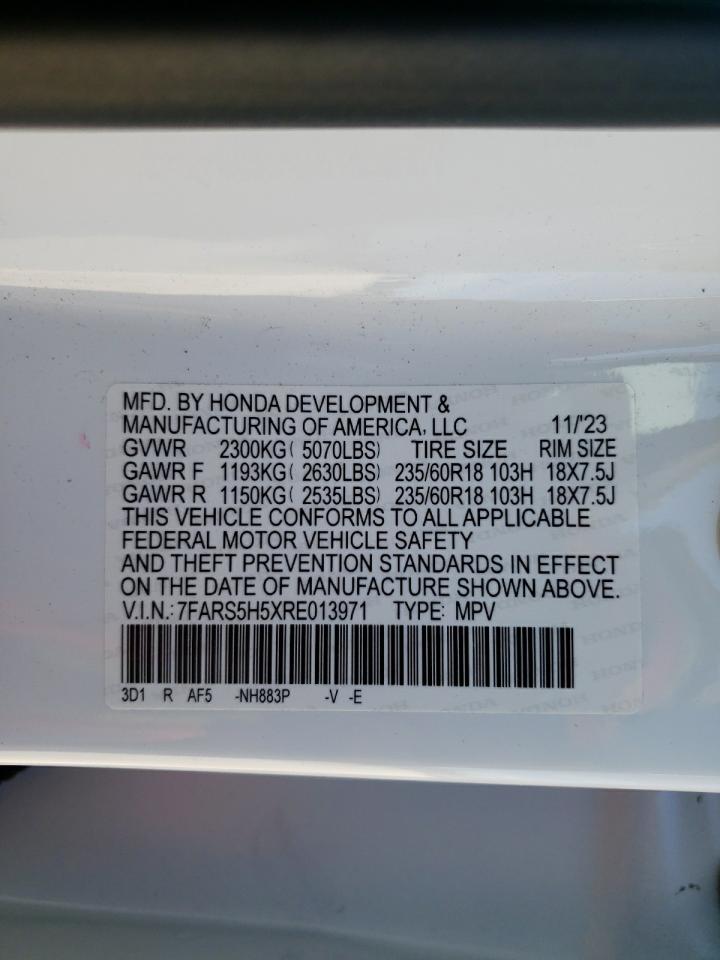 MFD. BY HONDA DEVELOPMENT &
MANUFACTURING OF AMERICA, LLC 11/'23
GVWR 2300KG( 5070LBS) TIRE SIZE RIM SIZE
GAWR F 1193KG( 2630LBS) 235/60R18 103H 18X7.5J
GAWR R 1150KG( 2535LBS) 235/60R18 103H 18X7.5J
THIS VEHICLE CONFORMS TO ALL APPLICABLE
FEDERAL MOTOR VEHICLE SAFETY
AND THEFT PREVENTION STANDARDS IN EFFECT
ON THE DATE OF MANUFACTURE SHOWN ABOVE.
V.I.N.: 7FARS5H5XRE013971 TYPE: MPV
3D1 R AF5 -NH883P -V -E